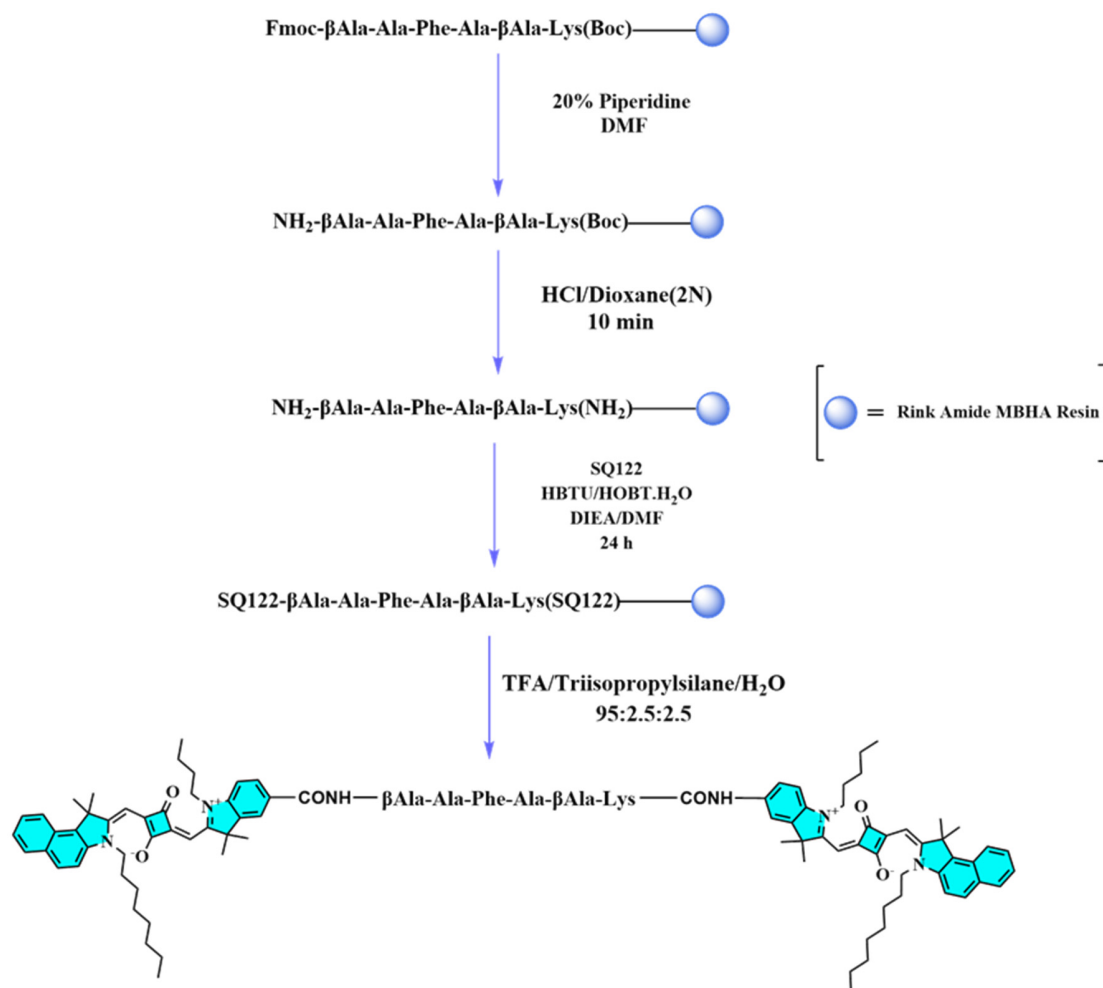 Fmoc-βAla-Ala-Phe-Ala-βAla-Lys(Boc)
20% Piperidine
DMF
NH₂-βAla-Ala-Phe-Ala-βAla-Lys(Boc)
HCl/Dioxane(2N)
10 min
NH₂-βAla-Ala-Phe-Ala-βAla-Lys(NH₂)
= Rink Amide MBHA Resin
SQ122
HBTU/HOBT.H₂O
DIEA/DMF
24 h
SQ122-βAla-Ala-Phe-Ala-βAla-Lys(SQ122)
TFA/Triisopropylsilane/H₂O
95:2.5:2.5
O
N⁺
CONH
βAla-Ala-Phe-Ala-βAla-Lys
CONH
N⁺
O
N
⁻O
O⁻
N